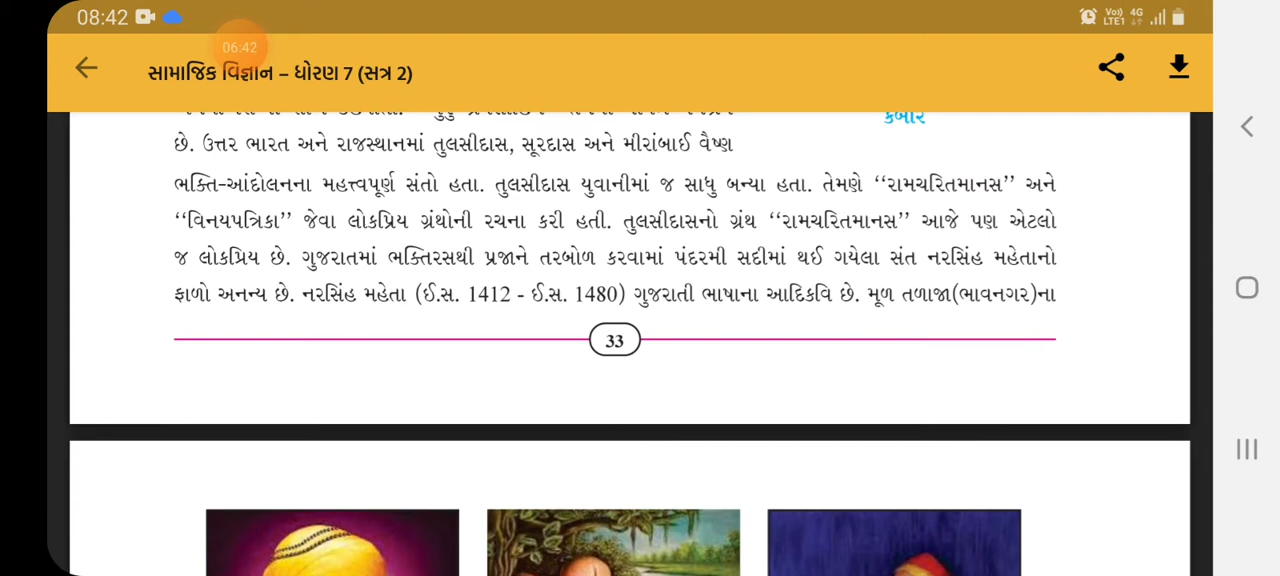 08:42
Vo)) 4G
LTE1
06:42
સામાજિક વિજ્ઞાન – ધોરણ 7 (સત્ર 2)
કબીર
છે. ઉત્તર ભારત અને રાજસ્થાનમાં તુલસીદાસ, સૂરદાસ અને મીરાંબાઈ વૈષ્ણ
ભક્તિ-આંદોલનના મહત્ત્વપૂર્ણ સંતો હતા. તુલસીદાસ યુવાનીમાં જ સાધુ બન્યા હતા. તેમણે ‘‘રામચરિતમાનસ’’ અને
‘‘વિનયપત્રિકા’’ જેવા લોકપ્રિય ગ્રંથોની રચના કરી હતી. તુલસીદાસનો ગ્રંથ ‘‘રામચરિતમાનસ’’ આજે પણ એટલો
જ લોકપ્રિય છે. ગુજરાતમાં ભક્તિરસથી પ્રજાને તરબોળ કરવામાં પંદરમી સદીમાં થઈ ગયેલા સંત નરસિંહ મહેતાનો
ફાળો અનન્ય છે. નરસિંહ મહેતા (ઈ.સ. 1412 - ઈ.સ. 1480) ગુજરાતી ભાષાના આદિકવિ છે. મૂળ તળાજા(ભાવનગર)ના
33